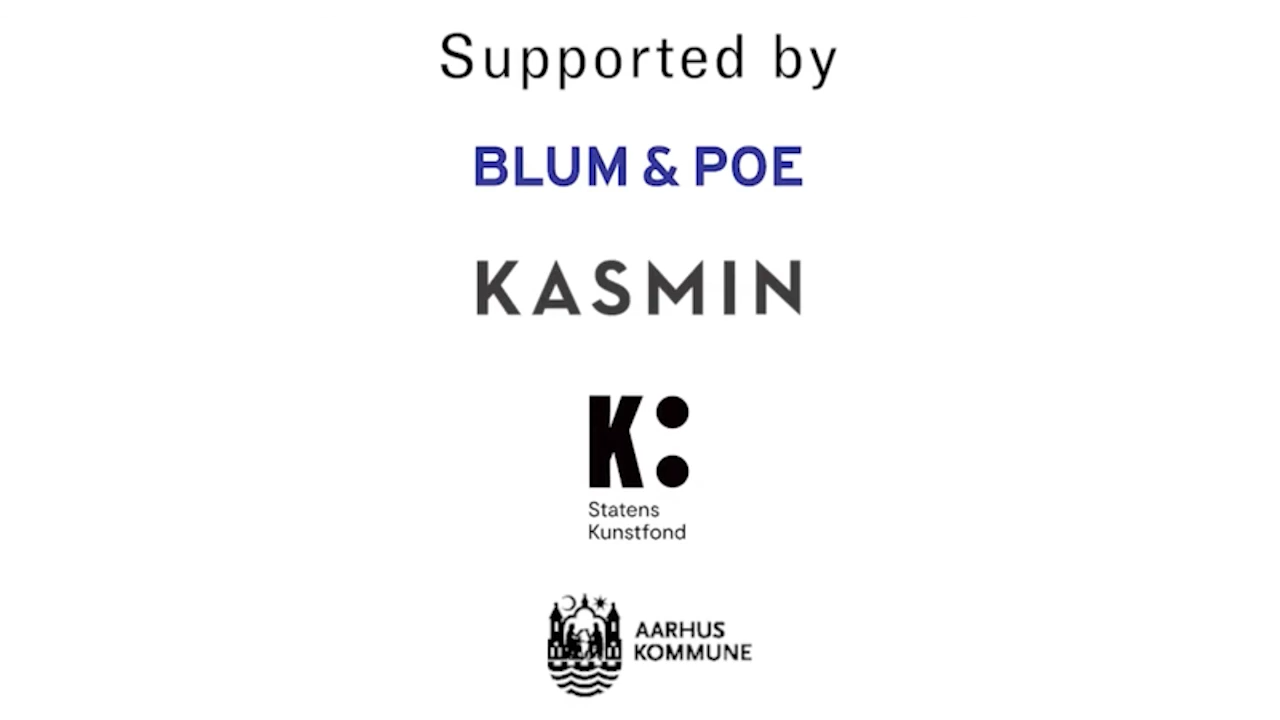 Supported by
BLUM & POE
KASMIN
K:
Statens
Kunstfond
AARHUS
KOMMUNE